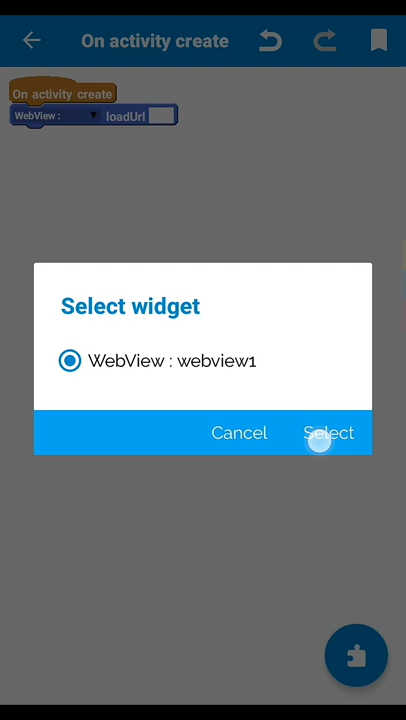 On activity create
On activity create
WebView : loadUrl
Select widget
WebView : webview1
Cancel Select